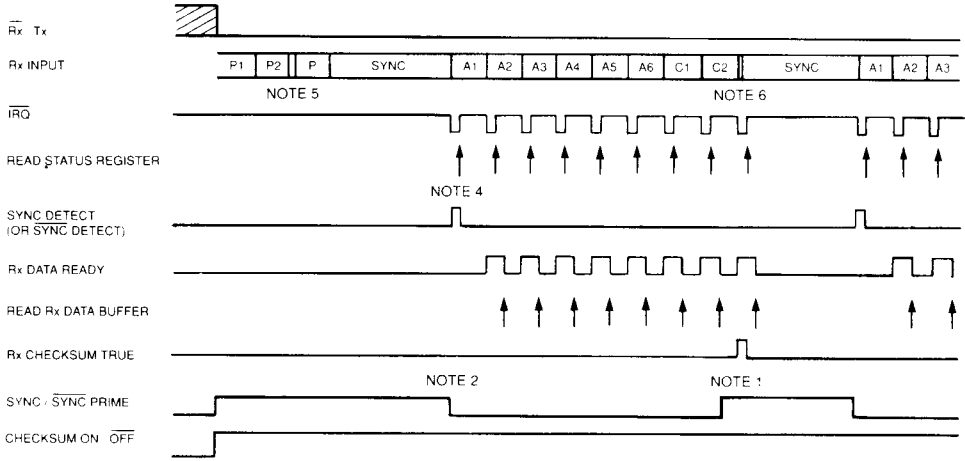 Rx Tx
Rx INPUT P1 P2 P SYNC A1 A2 A3 A4 A5 A6 C1 C2 SYNC A1 A2 A3
NOTE 5 NOTE 6
IRQ
READ STATUS REGISTER
NOTE 4
SYNC DETECT
(OR SYNC DETECT)
Rx DATA READY
READ Rx DATA BUFFER
Rx CHECKSUM TRUE
NOTE 2 NOTE 1
SYNC / SYNC PRIME
CHECKSUM ON OFF